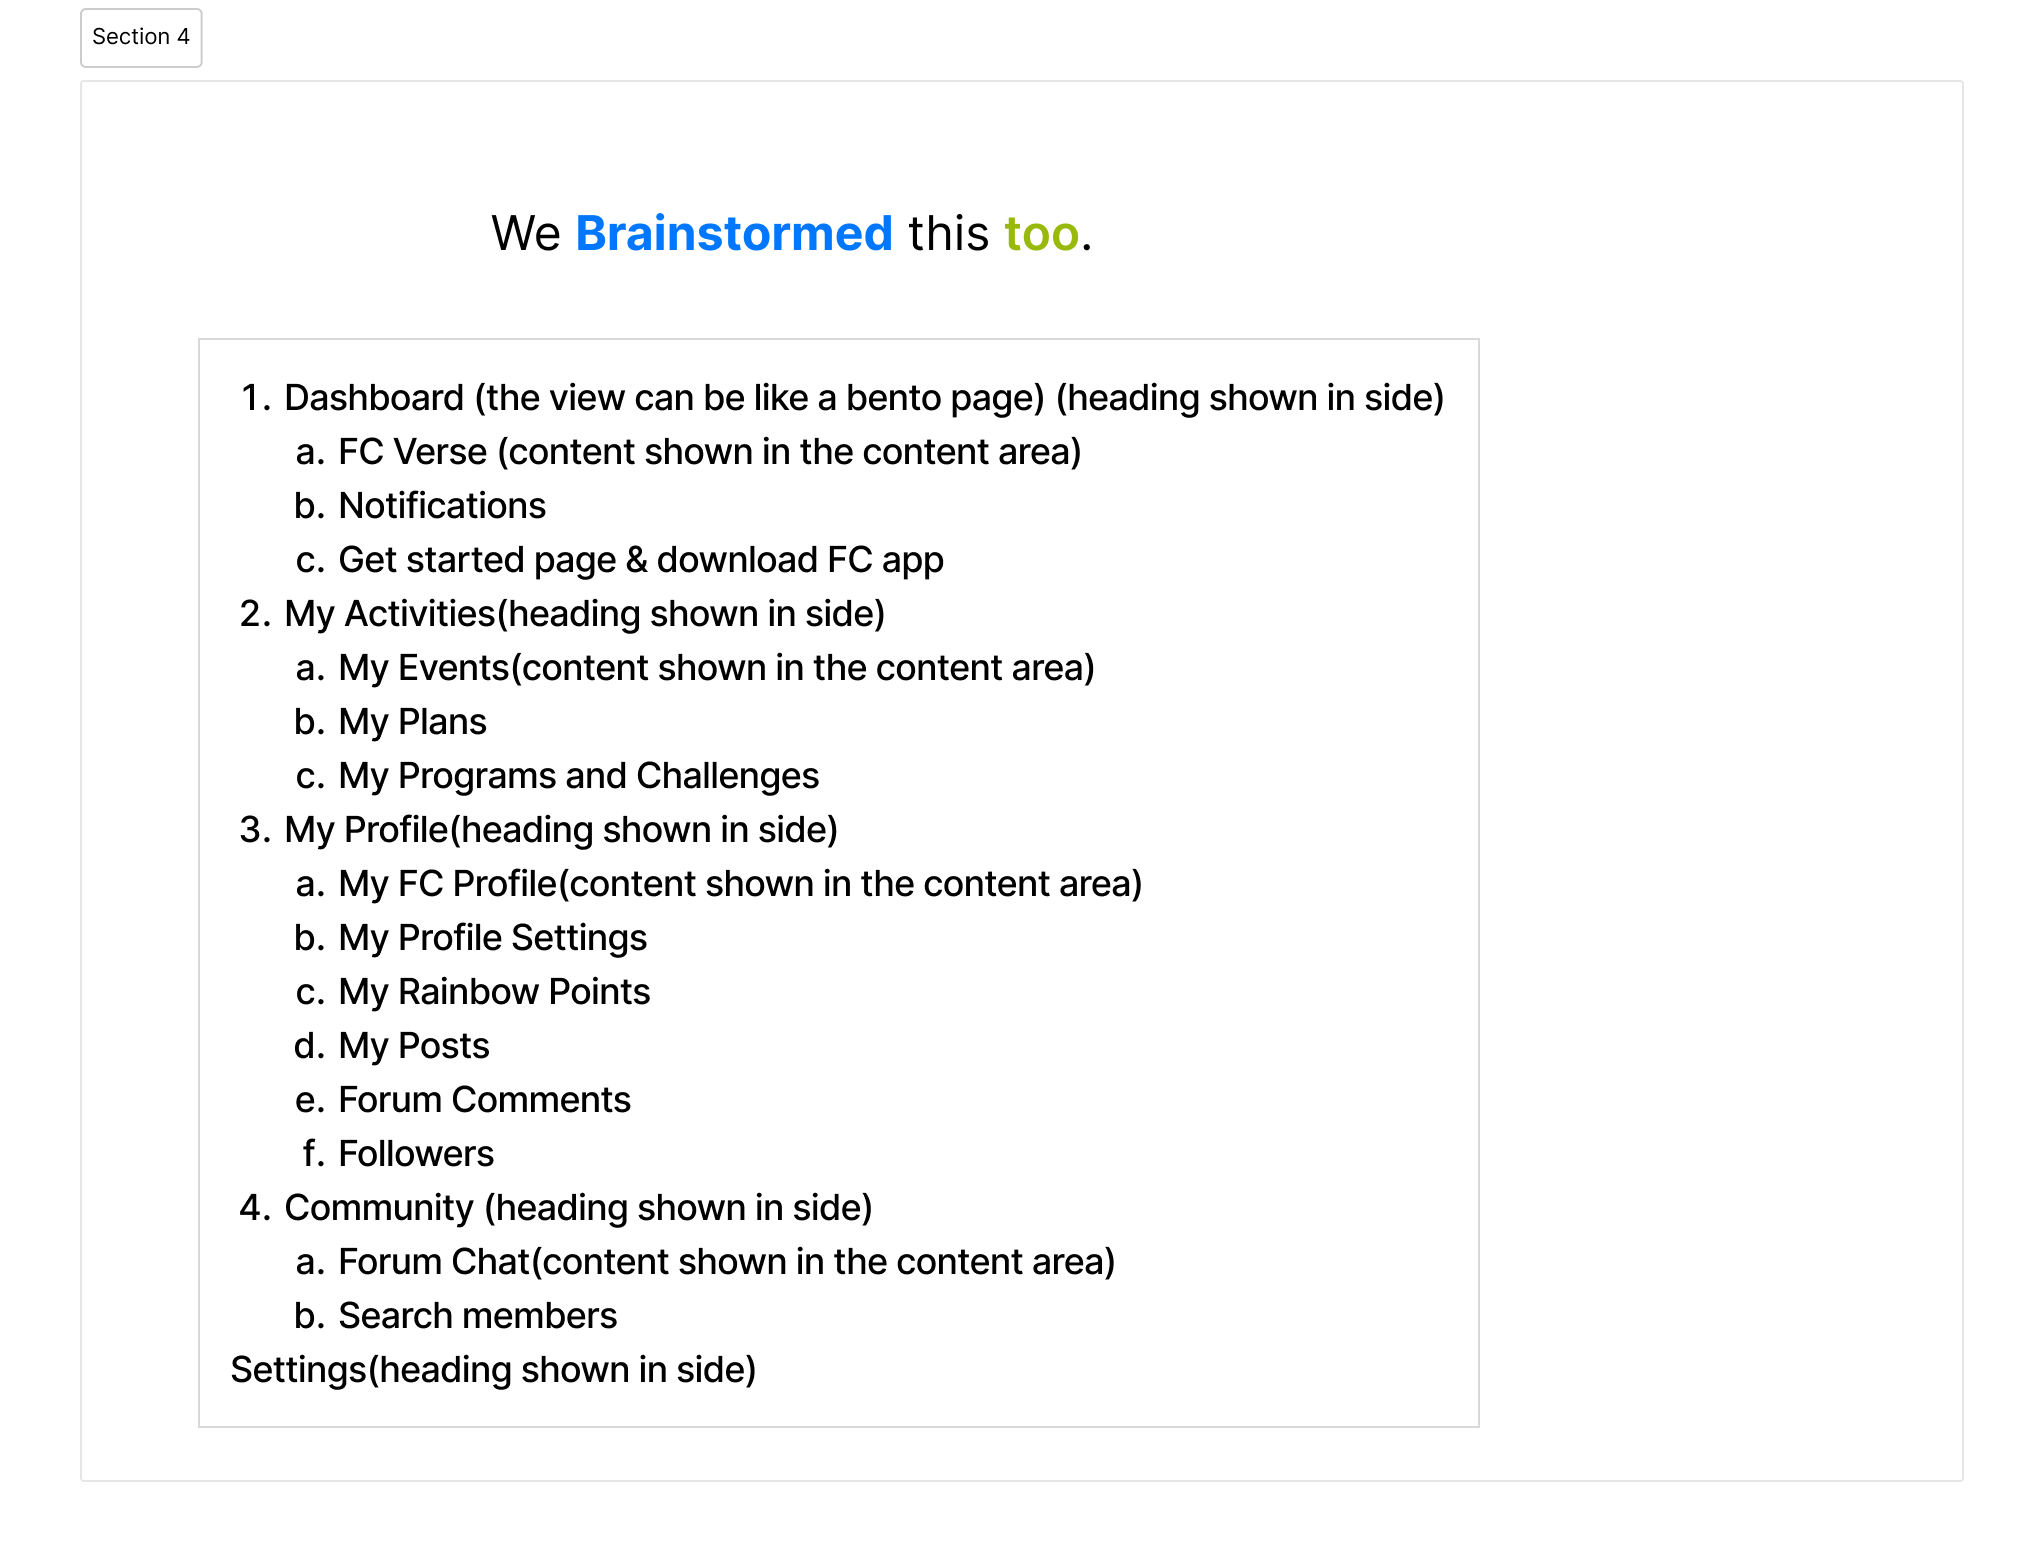 Section 4
We Brainstormed this too.
1. Dashboard (the view can be like a bento page) (heading shown in side)
a. FC Verse (content shown in the content area)
b. Notifications
c. Get started page & download FC app
2. My Activities(heading shown in side)
a. My Events(content shown in the content area)
b. My Plans
c. My Programs and Challenges
3. My Profile(heading shown in side)
a. My FC Profile(content shown in the content area)
b. My Profile Settings
c. My Rainbow Points
d. My Posts
e. Forum Comments
f. Followers
4. Community (heading shown in side)
a. Forum Chat(content shown in the content area)
b. Search members
Settings(heading shown in side)